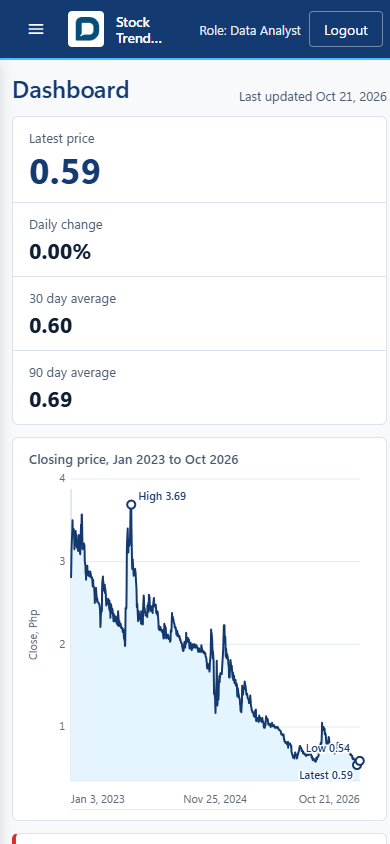 Stock
Trend...
Role: Data Analyst
Logout
Dashboard
Last updated Oct 21, 2026
Latest price
0.59
Daily change
0.00%
30 day average
0.60
90 day average
0.69
Closing price, Jan 2023 to Oct 2026
4
High 3.69
3
Close, Php
2
1
Low 0.54
Latest 0.59
Jan 3, 2023
Nov 25, 2024
Oct 21, 2026